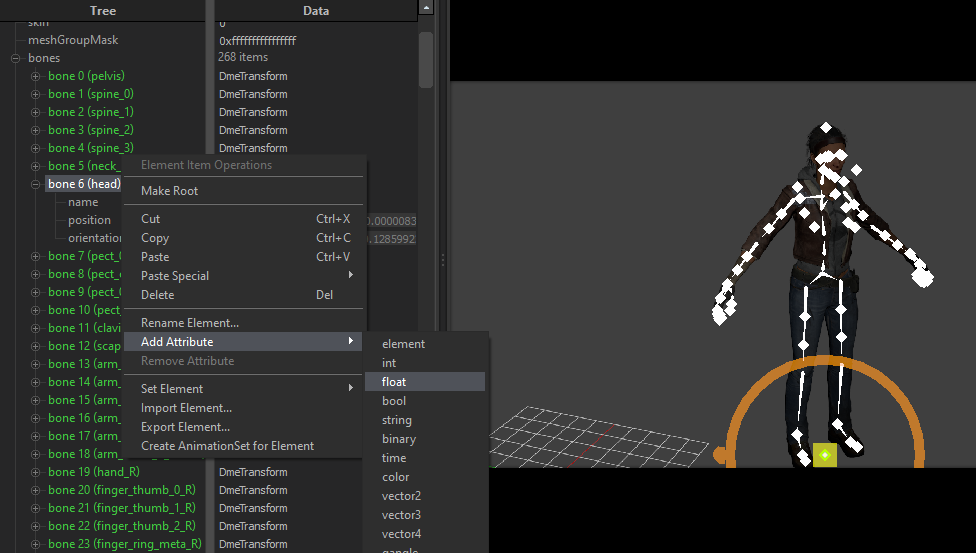 Tree Data
skin 0
meshGroupMask 0xffffffffffffffff
bones 268 items
bone 0 (pelvis) DmeTransform
bone 1 (spine_0) DmeTransform
bone 2 (spine_1) DmeTransform
bone 3 (spine_2) DmeTransform
bone 4 (spine_3) DmeTransform
bone 5 (neck_
bone 6 (head)
name
position 0.0000083
orientation .1285992
bone 7 (pect_
bone 8 (pect_
bone 9 (pect_
bone 10 (pect_
bone 11 (clavi
bone 12 (scap
bone 13 (arm_
bone 14 (arm_
bone 15 (arm_
bone 16 (arm_
bone 17 (arm_
bone 18 (arm_
bone 19 (hand_R) DmeTransform
bone 20 (finger_thumb_0_R) DmeTransform
bone 21 (finger_thumb_1_R) DmeTransform
bone 22 (finger_thumb_2_R) DmeTransform
bone 23 (finger_ring_meta_R) DmeTransform
Element Item Operations
Make Root
Cut Ctrl+X
Copy Ctrl+C
Paste Ctrl+V
Paste Special
Delete Del
Rename Element...
Add Attribute
Remove Attribute
Set Element
Import Element...
Export Element...
Create AnimationSet for Element
element
int
float
bool
string
binary
time
color
vector2
vector3
vector4
qangle